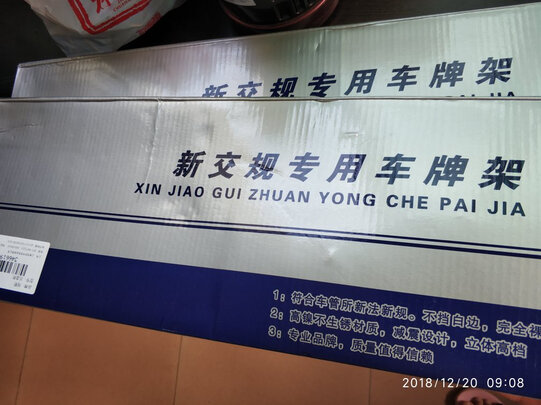 新交规专用车牌架
新交规专用车牌架
XIN JIAO GUI ZHUAN YONG CHE PAI JIA
1：符合车管所新法新规。不挡白边，完全裸
2：高镍不生锈材质，减震设计，立体高档
3：专业品牌，质量值得信赖
2018/12/20 09:08